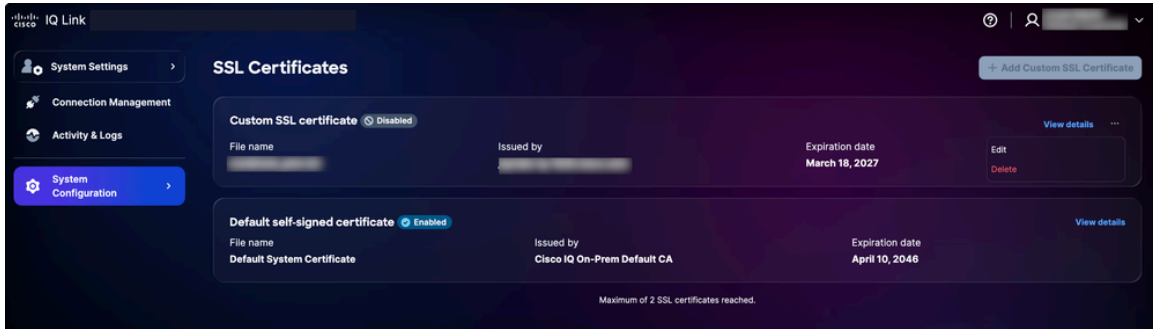 cisco IQ Link
System Settings
Connection Management
Activity & Logs
System
Configuration
SSL Certificates
+ Add Custom SSL Certificate
Custom SSL certificate Disabled
View details ...
File name
Issued by
Expiration date
March 18, 2027
Edit
Delete
Default self-signed certificate Enabled
View details
File name Issued by Expiration date
Default System Certificate Cisco IQ On-Prem Default CA April 10, 2046
Maximum of 2 SSL certificates reached.